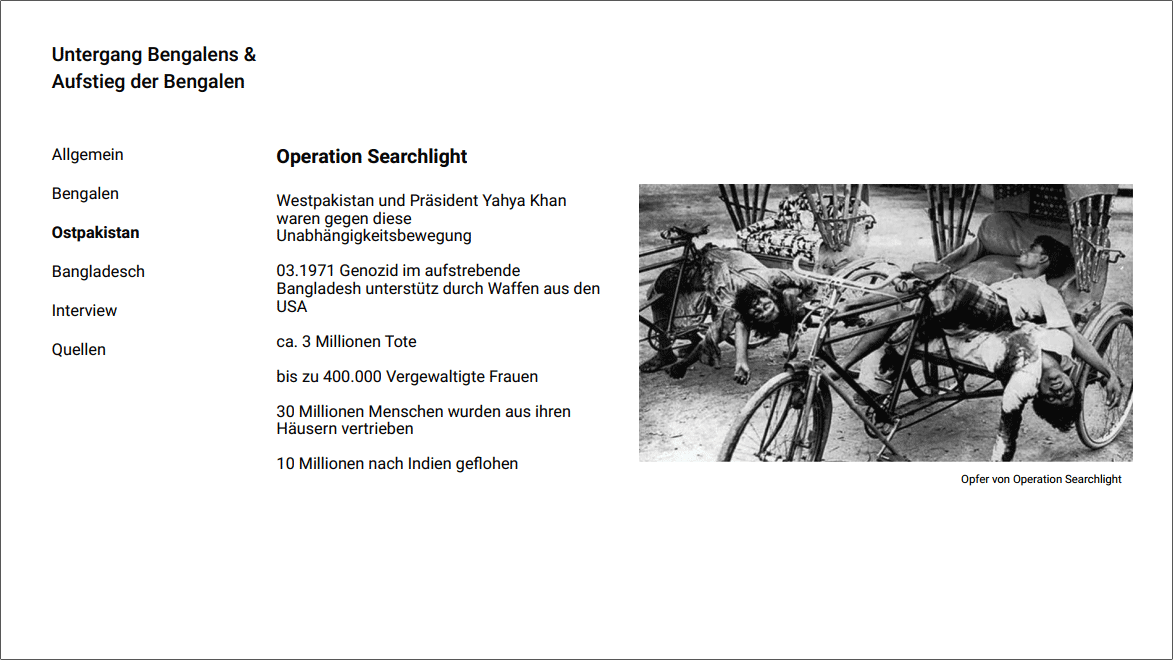 Untergang Bengalens &
Aufstieg der Bengalen
Allgemein
Bengalen
Ostpakistan
Bangladesch
Interview
Quellen
Operation Searchlight
Westpakistan und Präsident Yahya Khan
waren gegen diese
Unabhängigkeitsbewegung
03.1971 Genozid im aufstrebende
Bangladesh unterstütz durch Waffen aus den
USA
ca. 3 Millionen Tote
bis zu 400.000 Vergewaltigte Frauen
30 Millionen Menschen wurden aus ihren
Häusern vertrieben
10 Millionen nach Indien geflohen
Opfer von Operation Searchlight